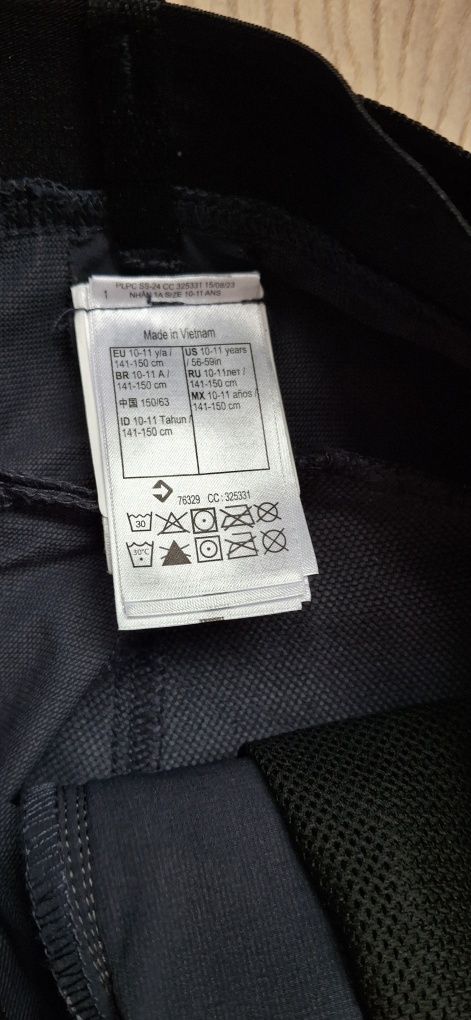 PLPC SS-24 CC 325331 15/08/23
1 NHÃN 1A SIZE 10-11 ANS
Made in Vietnam
EU 10-11 y/a /
141-150 cm
BR 10-11 A /
141-150 cm
中国 150/63
ID 10-11 Tahun /
141-150 cm
US 10-11 years
/ 56-59in
RU 10-11лет /
141-150 cm
MX 10-11 años /
141-150 cm
76329 CC : 325331
30
30°C